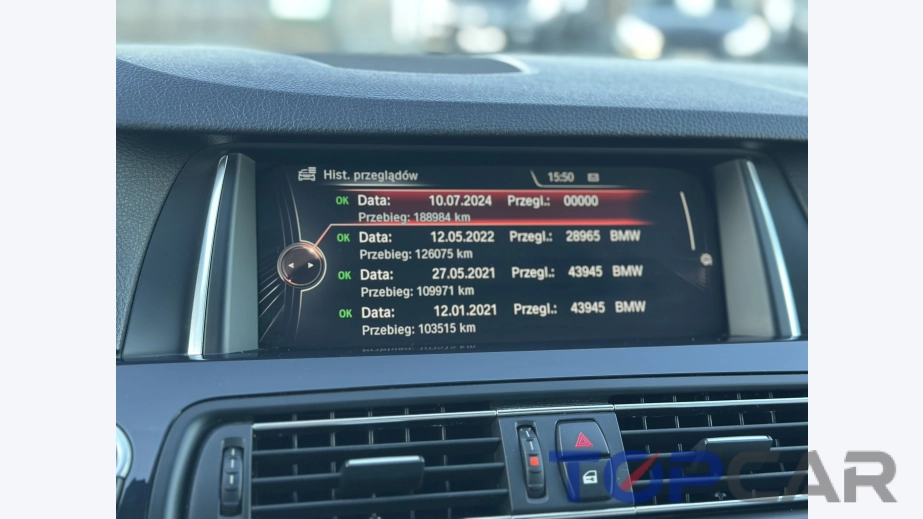 Hist. przeglądów 15:50
OK Data: 10.07.2024 Przegl.: 00000
Przebieg: 188984 km
OK Data: 12.05.2022 Przegl.: 28965 BMW
Przebieg: 126075 km
OK Data: 27.05.2021 Przegl.: 43945 BMW
Przebieg: 109971 km
OK Data: 12.01.2021 Przegl.: 43945 BMW
Przebieg: 103515 km
TOPCAR